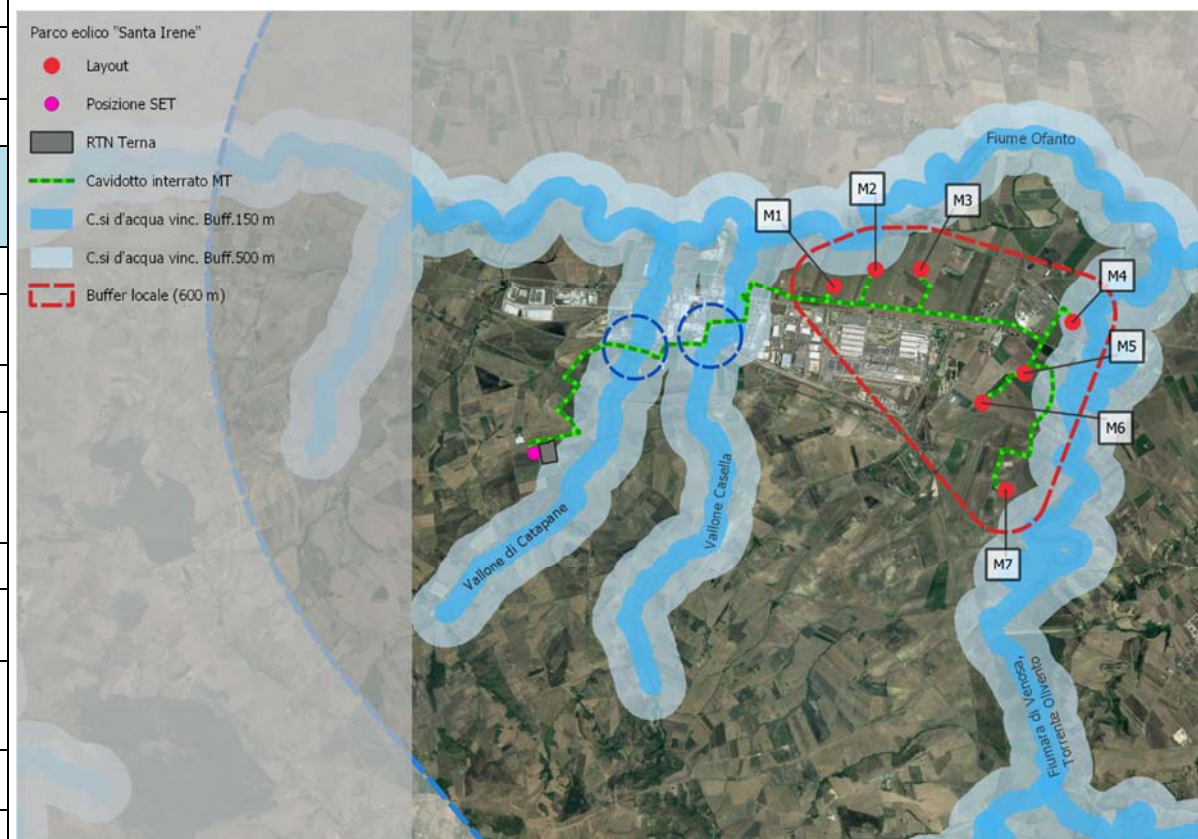 Parco eolico "Santa Irene"
Layout
Posizione SET
RTN Terna
Cavidotto interrato MT
C.si d'acqua vinc. Buff.150 m
C.si d'acqua vinc. Buff.500 m
Buffer locale (600 m)
Fiume Ofanto
M1
M2
M3
M4
M5
M6
M7
Vallone di Catapane
Vallone Casella
Fiumara di Venosa,
Torrente Olivento